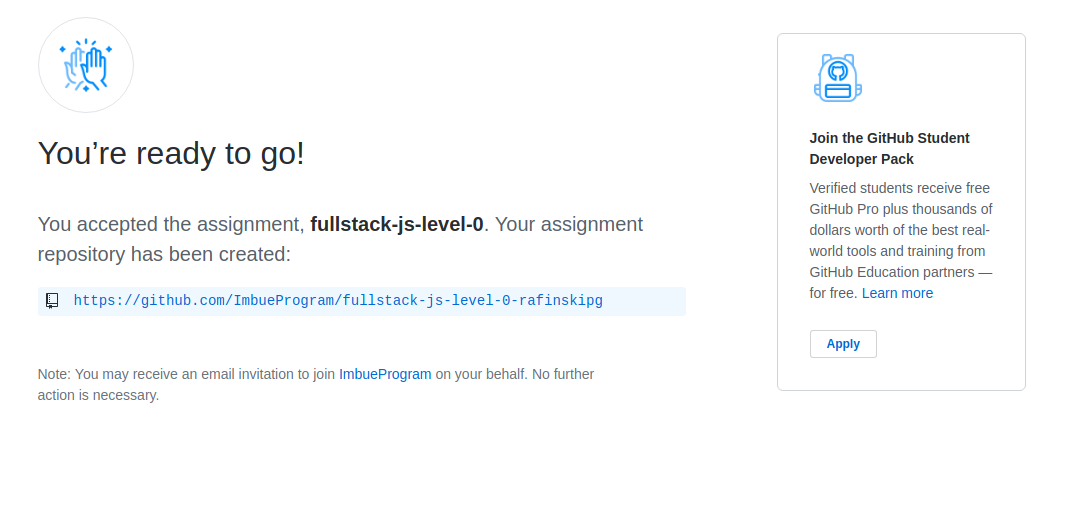 You’re ready to go!
You accepted the assignment, fullstack-js-level-0. Your assignment
repository has been created:
https://github.com/ImbueProgram/fullstack-js-level-0-rafinskipg
Note: You may receive an email invitation to join ImbueProgram on your behalf. No further
action is necessary.
Join the GitHub Student
Developer Pack
Verified students receive free
GitHub Pro plus thousands of
dollars worth of the best real-
world tools and training from
GitHub Education partners —
for free. Learn more
Apply